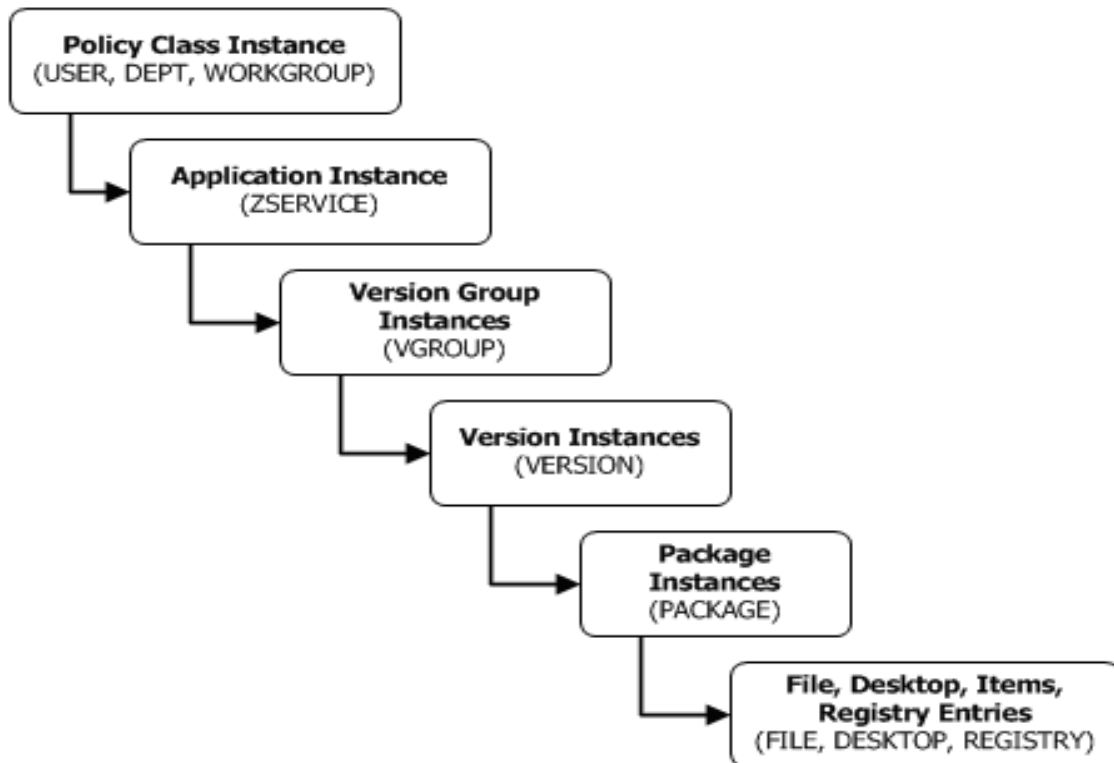 Policy Class Instance
(USER, DEPT, WORKGROUP)
Application Instance
(ZSERVICE)
Version Group
Instances
(VGROUP)
Version Instances
(VERSION)
Package
Instances
(PACKAGE)
File, Desktop, Items,
Registry Entries
(FILE, DESKTOP, REGISTRY)